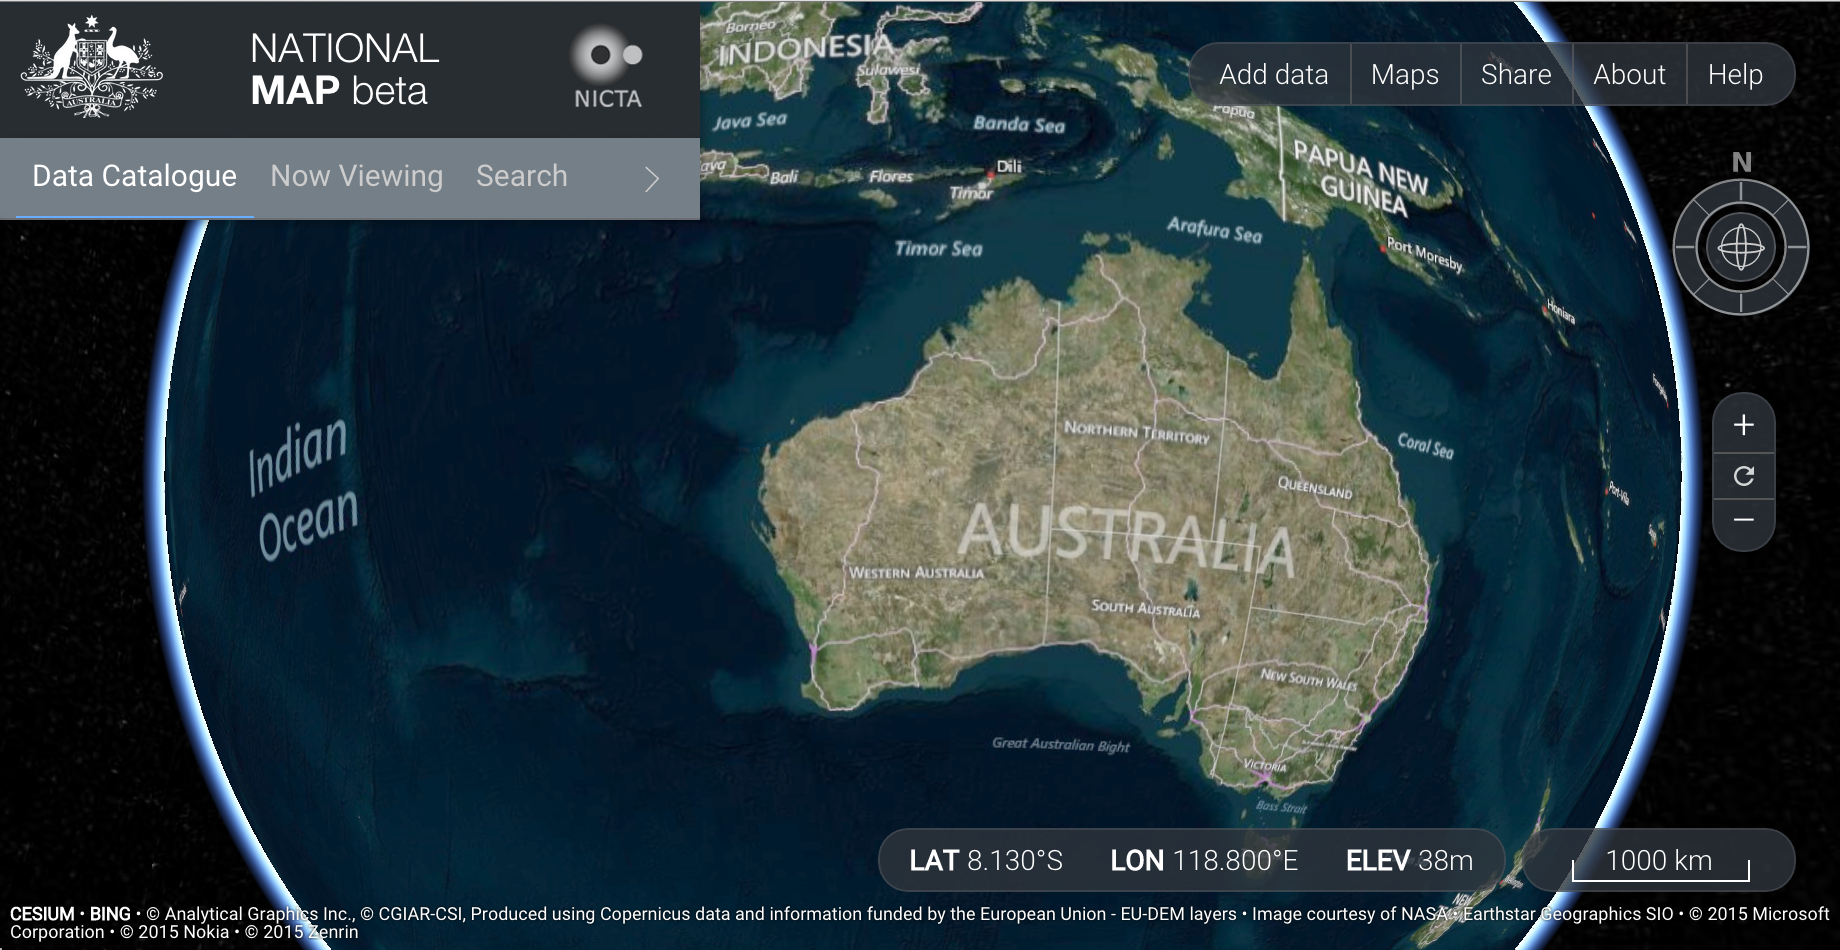 AUSTRALIA
NATIONAL
MAP beta
NICTA
Data Catalogue
Now Viewing
Search
Add data
Maps
Share
About
Help
N
Borneo
INDONESIA
Sulawesi
Java Sea
Banda Sea
Papua
PAPUA NEW
GUINEA
Bali
Flores
Dili
Timor
Timor Sea
Arafura Sea
Port Moresby
Honiara
Indian
Ocean
NORTHERN TERRITORY
Coral Sea
QUEENSLAND
Port-Vila
AUSTRALIA
WESTERN AUSTRALIA
SOUTH AUSTRALIA
NEW SOUTH WALES
Great Australian Bight
VICTORIA
Bass Strait
+
−
LAT 8.130°S LON 118.800°E ELEV 38m
1000 km
CESIUM • BING • © Analytical Graphics Inc., © CGIAR-CSI, Produced using Copernicus data and information funded by the European Union - EU-DEM layers • Image courtesy of NASA • Earthstar Geographics SIO • © 2015 Microsoft
Corporation • © 2015 Nokia • © 2015 Zenrin